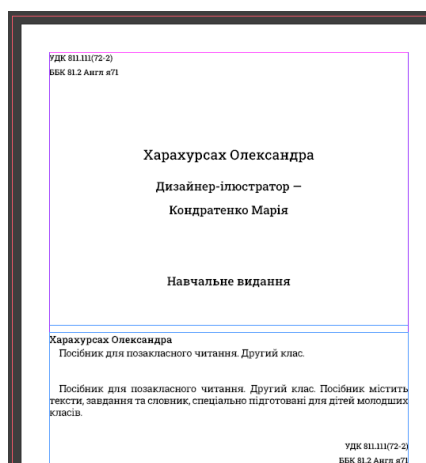 УДК 811.111(72-2)
ББК 81.2 Англ я71
Харахурсах Олександра
Дизайнер-ілюстратор —
Кондратенко Марія
Навчальне видання
Харахурсах Олександра
Посібник для позакласного читання. Другий клас.
Посібник для позакласного читання. Другий клас. Посібник містить
тексти, завдання та словник, спеціально підготовані для дітей молодших
класів.
УДК 811.111(72-2)
ББК 81.2 Англ я71